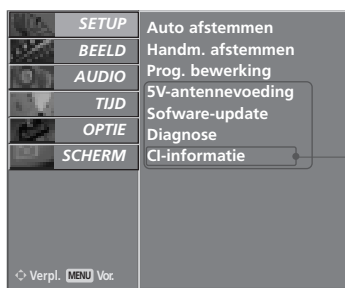 SETUP
BEELD
AUDIO
TIJD
OPTIE
SCHERM
Auto afstemmen
Handm. afstemmen
Prog. bewerking
5V-antennevoeding
Sofware-update
Diagnose
CI-informatie
Verpl. MENU Vor.